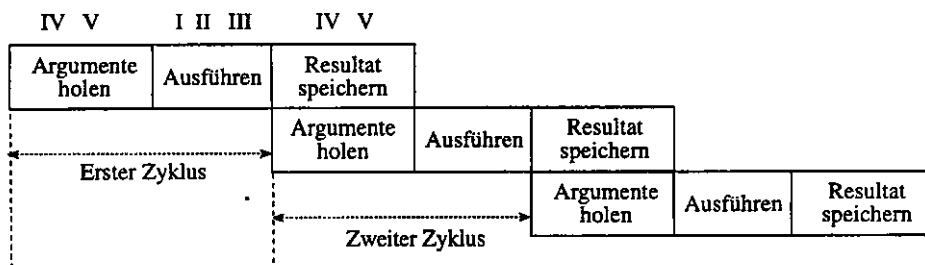 IV V I II III IV V
Argumente holen Ausführen Resultat speichern
Argumente holen Ausführen Resultat speichern
Erster Zyklus
Argumente holen Ausführen Resultat speichern
Zweiter Zyklus